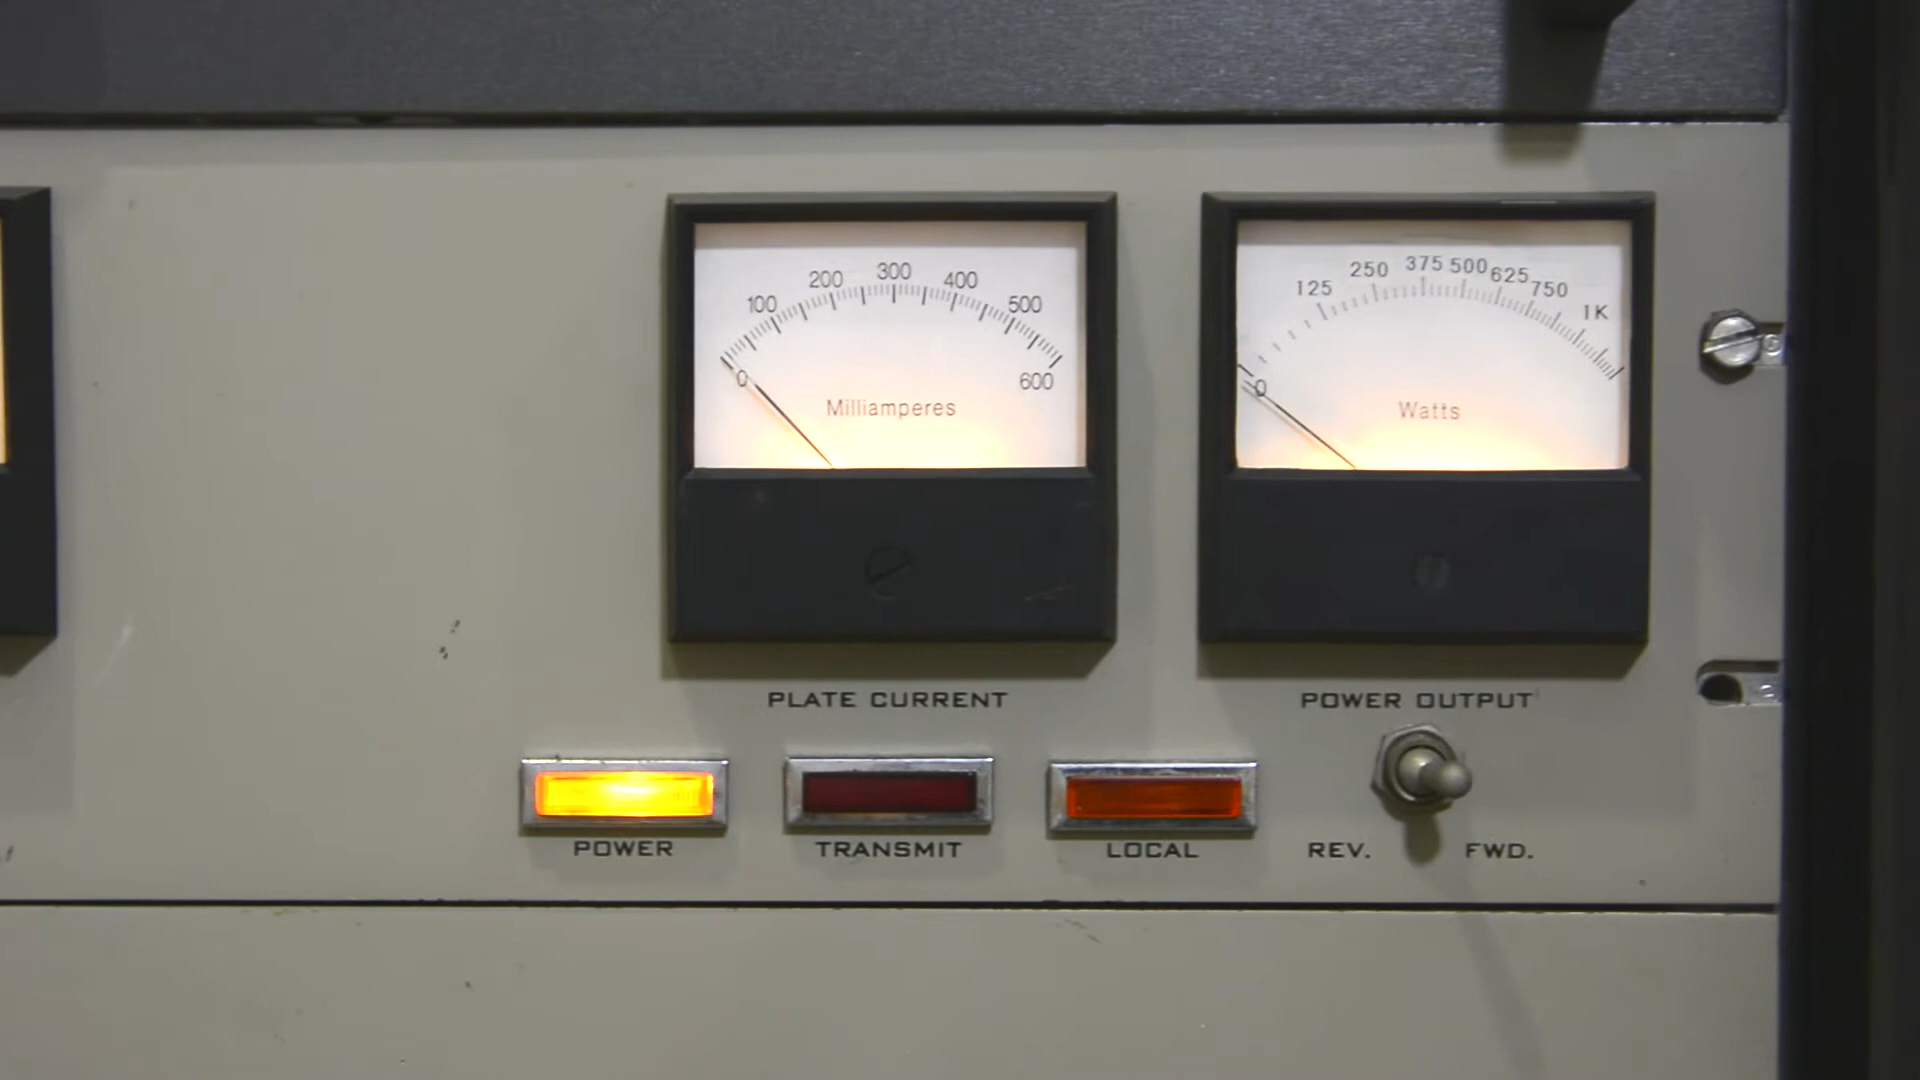 100 200 300 400 500
0 600
Milliamperes
125 250 375 500 625 750 1K
0
Watts
PLATE CURRENT
POWER OUTPUT
POWER
TRANSMIT
LOCAL
REV.
FWD.